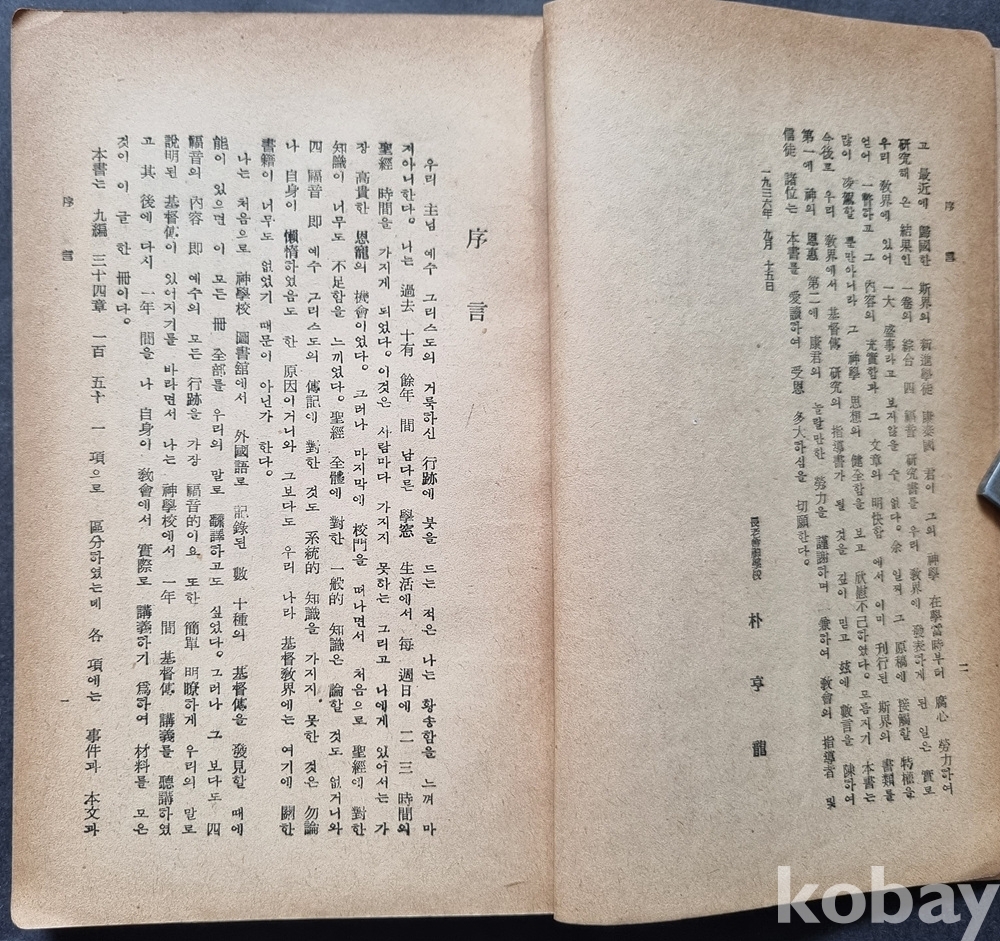 序言
二
고 最近에 歸國한 斯界의 新進學徒 康泰國 君이 그의 神學 在學當時부터 腐心 勞力하여
硏究해 온 結果인 一卷의 綜合 四 福音 硏究書를 우리 敎界에 發表하게 된 일은 實로
우리 敎界에 있어 一大 盛事라고 보지않을 수 없다。余 일찌 그 原稿에 接觸할 特權을
얻어 一瞥하고 그 內容의 充實함과 그 文章의 明快함 에서 이미 刊行된 斯界의 書類를
많이 凌駕할 뿐만아니라 그 神學 思想의 健全함을 보고 欣慰不己하였다。모름지기 本書는
今後로 우리 敎界에서 基督傳 硏究의 指導書가 될 것을 깊이 믿고 玆에 數言을 陳하여
第一에 神의 恩惠 第二에 康君의 놀랄만한 勞力을 謹謝하며 兼하여 敎會의 指導者 및
信徒 諸位는 本書를 愛讀하여 受恩 多大하심을 切願한다。
一九三六年 九月 十五日
長老會神學校 朴亨龍
序言
우리 主님 예수 그리스도의 거룩하신 行跡에 붓을 드는 적은 나는 황송함을 느껴 마
지아니한다。나는 過去 十有 餘年 間 남다른 學窓 生活에서 每 週日에 二 三 時間의
聖經 時間을 가지게 되었다。이것은 사람마다 가지지 못하는 그리고 나에게 있어서는 가
장 高貴한 恩寵의 機會이었다。그러나 마지막에 校門을 떠나면서 처음으로 聖經에 對한
知識이 너무도 不足함을 느끼었다。聖經 全體에 對한 一般的 知識은 論할 것도 없거니와
四 福音 即 예수 그리스도의 傳記에 對한 것도 系統的 知識을 가지지 못한 것은 勿論
나 自身이 懶惰하였음도 한 原因이거니와 그보다도 우리 나라 基督敎界에는 여기에 關한
書籍이 너무도 없었기 때문이 아닌가 한다。
나는 처음으로 神學校 圖書舘에서 外國語로 記錄된 數 十種의 基督傳을 發見할 때에
能이 있으면 이 모든 冊 全部를 우리의 말로 飜譯하고도 싶었다。그러나 그 보다도 四
福音의 內容 即 예수의 모든 行跡을 가장 福音的이요 또한 簡單 明瞭하게 우리의 말로
說明된 基督傳이 있어지기를 바라면서 나는 神學校에서 一年 間 基督傳 講義를 聽講하였
고 其 後에 다시 一年 間을 나 自身이 敎會에서 實際로 講義하기 爲하여 材料를 모은
것이 이 글 한 冊이다。
本書는 九編 三十四章 一百 五十 一 項으로 區分하였는데 各 項에는 事件과 本文과
序言
一
kobay